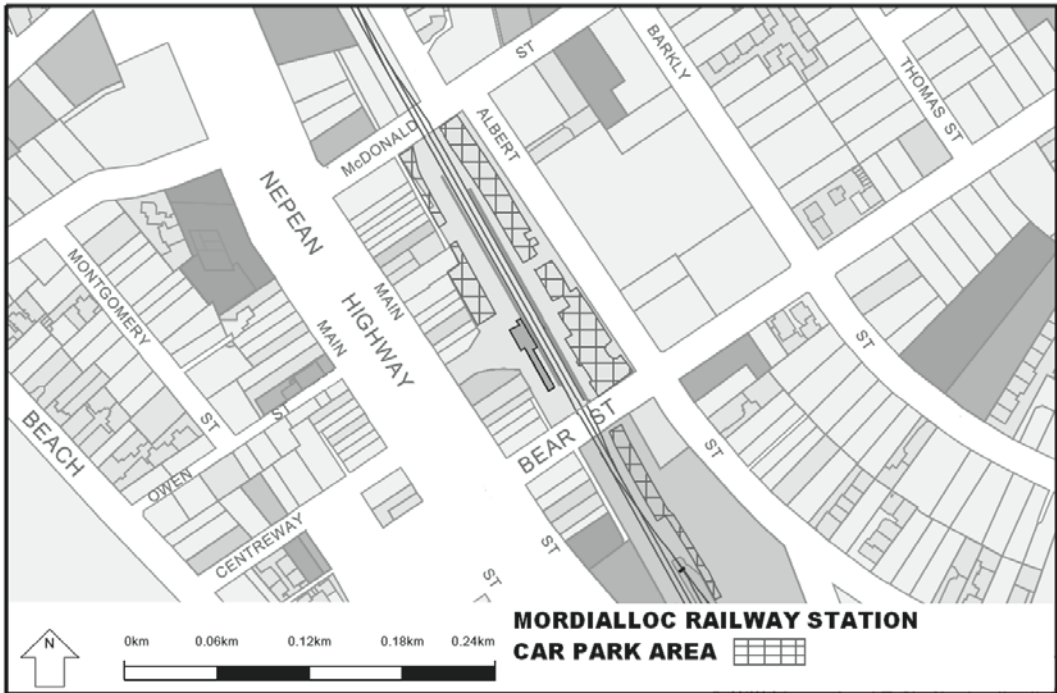 ST
BARKLY
THOMAS ST
ALBERT
McDONALD
NEPEAN
HIGHWAY
MAIN
MONTGOMERY
MAIN
ST
ST
BEACH
ST
S
OWEN
BEAR ST
ST
CENTREWAY
ST
ST
N
0km 0.06km 0.12km 0.18km 0.24km
MORDIALLOC RAILWAY STATION
CAR PARK AREA